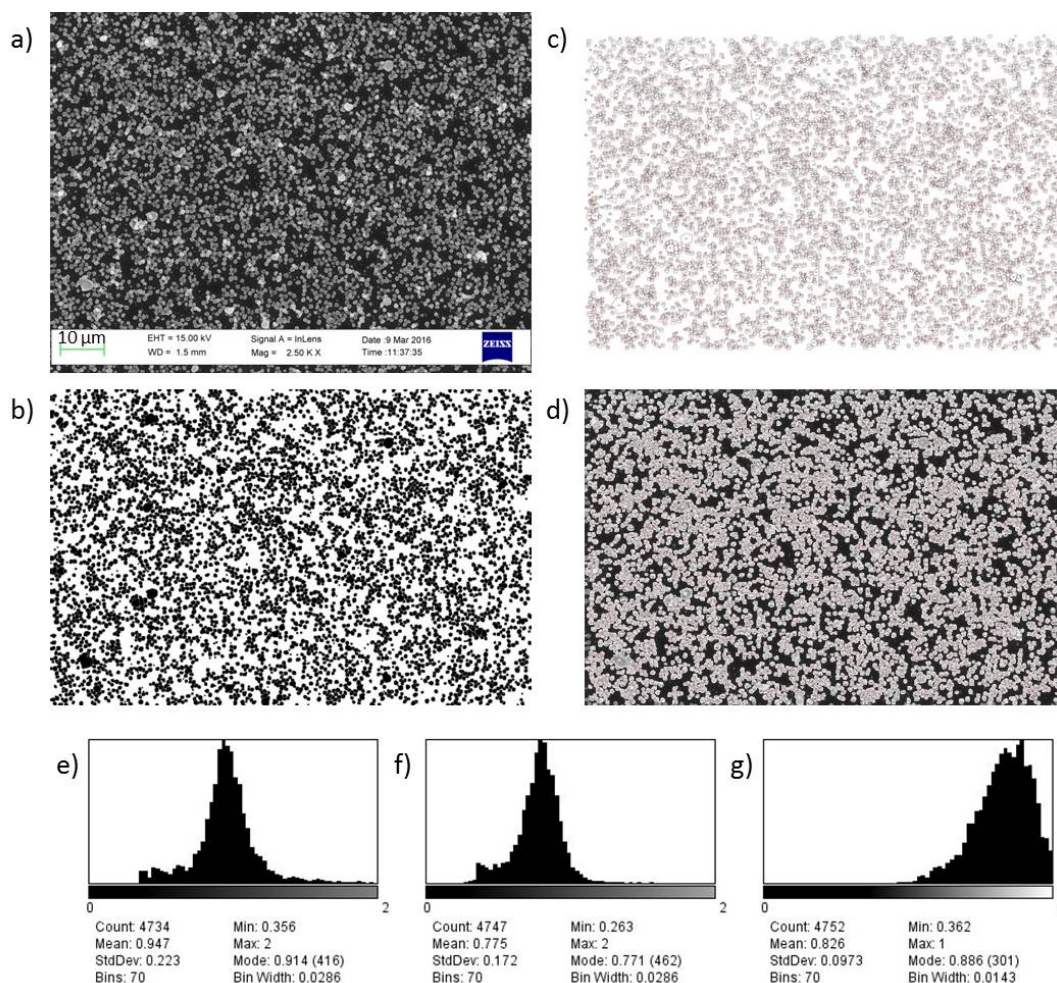 a)
c)
10 µm
EHT = 15.00 kV
WD = 1.5 mm
Signal A = InLens
Mag = 2.50 K X
Date :9 Mar 2016
Time :11:37:35
ZEISS
b)
d)
e)
f)
g)
0
2
0
2
0
Count: 4734
Mean: 0.947
StdDev: 0.223
Bins: 70
Min: 0.356
Max: 2
Mode: 0.914 (416)
Bin Width: 0.0286
Count: 4747
Mean: 0.775
StdDev: 0.172
Bins: 70
Min: 0.263
Max: 2
Mode: 0.771 (462)
Bin Width: 0.0286
Count: 4752
Mean: 0.826
StdDev: 0.0973
Bins: 70
Min: 0.362
Max: 1
Mode: 0.886 (301)
Bin Width: 0.0143